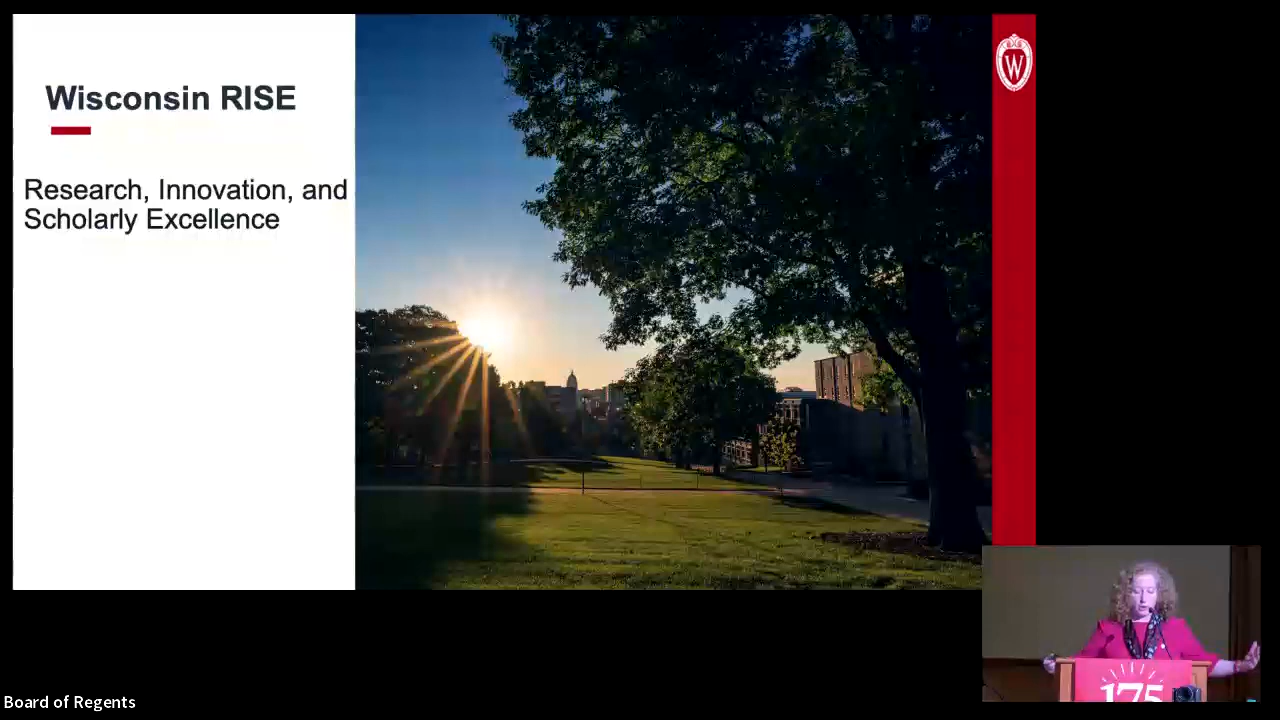 Wisconsin RISE
Research, Innovation, and
Scholarly Excellence
W
175
Board of Regents